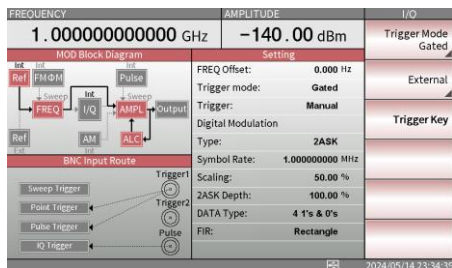 FREQUENCY
AMPLITUDE
I/O
1.000000000000 GHz
-140.00 dBm
Trigger Mode
Gated
External
Trigger Key
MOD Block Diagram
Int
Int
Ref
FMΦM
Pulse
Sweep
Int
Sweep
FREQ
I/Q
AMPL
Output
Ref
AM
ALC
Ext
Int
BNC Input Route
Trigger1
Sweep Trigger
Point Trigger
Trigger2
Pulse Trigger
Pulse
IQ Trigger
Setting
FREQ Offset: 0.000 Hz
Trigger mode: Gated
Trigger: Manual
Digital Modulation
Type: 2ASK
Symbol Rate: 1.000000000 MHz
Scaling: 50.00 %
2ASK Depth: 100.00 %
DATA Type: 4 1's & 0's
FIR: Rectangle
2024/05/14 23:34:39